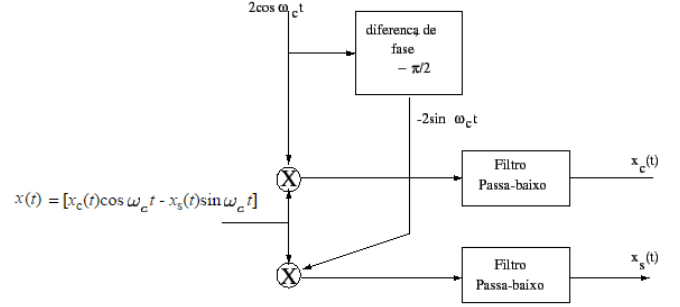 2cos ω_c t
diferença de
fase
− π/2
-2sin ω_c t
X
Filtro
Passa-baixo
x_c(t)
x(t) = [x_c(t)cos ω_c t - x_s(t)sin ω_c t]
X
Filtro
Passa-baixo
x_s(t)